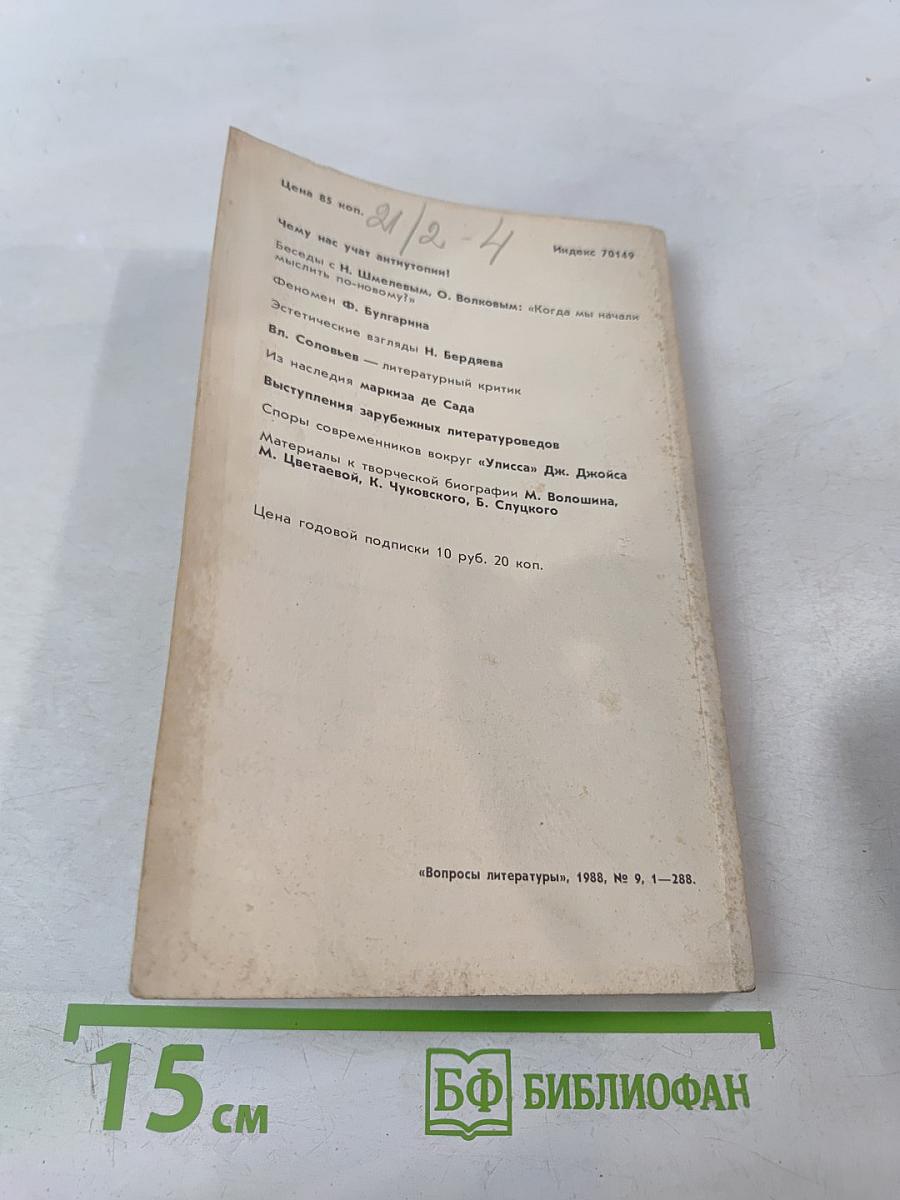 Цена 85 коп.
21/2-4
Индекс 70149
Чему нас учат антиутопии!
Беседы с Н. Шмелевым, О. Волковым: «Когда мы начали
мыслить по-новому?»
Феномен Ф. Булгарина
Эстетические взгляды Н. Бердяева
Вл. Соловьев — литературный критик
Из наследия маркиза де Сада
Выступления зарубежных литературоведов
Споры современников вокруг «Улисса» Дж. Джойса
Материалы к творческой биографии М. Волошина,
М. Цветаевой, К. Чуковского, Б. Слуцкого
Цена годовой подписки 10 руб. 20 коп.
«Вопросы литературы», 1988, № 9, 1—288.
15 см
БФ БИБЛИОФАН